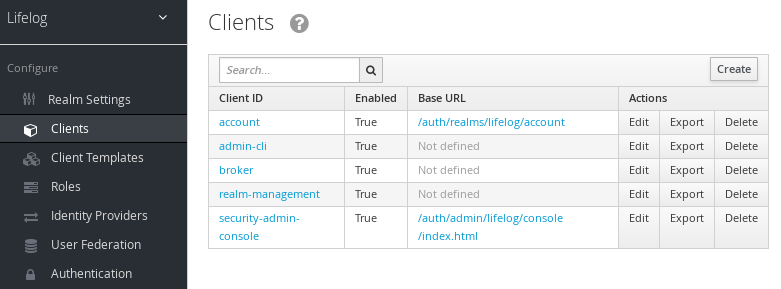 Lifelog
Configure
Realm Settings
Clients
Client Templates
Roles
Identity Providers
User Federation
Authentication
Clients ?
Search...
Create
Client ID Enabled Base URL Actions
account True /auth/realms/lifelog/account Edit Export Delete
admin-cli True Not defined Edit Export Delete
broker True Not defined Edit Export Delete
realm-management True Not defined Edit Export Delete
security-admin- True /auth/admin/lifelog/console Edit Export Delete
console /index.html